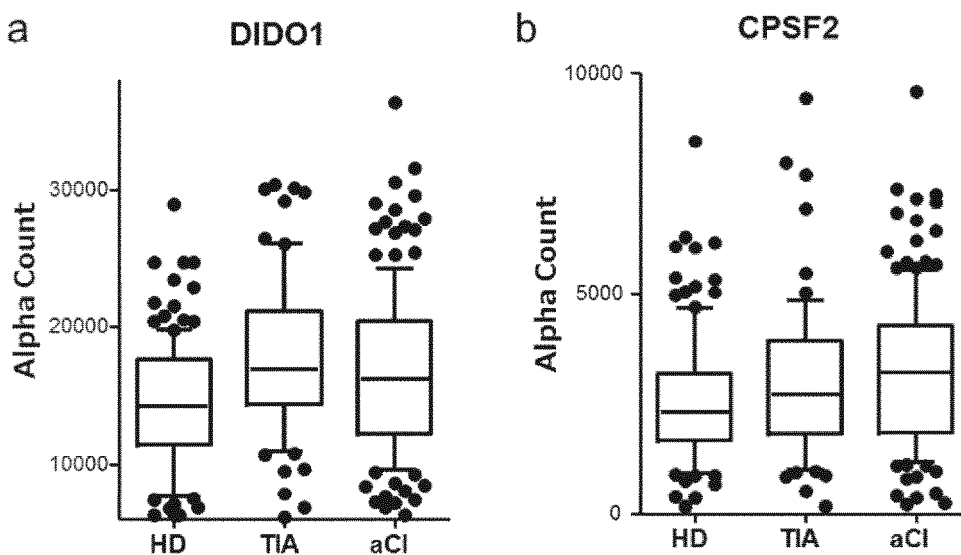 a
DIDO1
Alpha Count
30000
20000
10000
HD
TIA
aCI
b
CPSF2
Alpha Count
10000
5000
0
HD
TIA
aCI